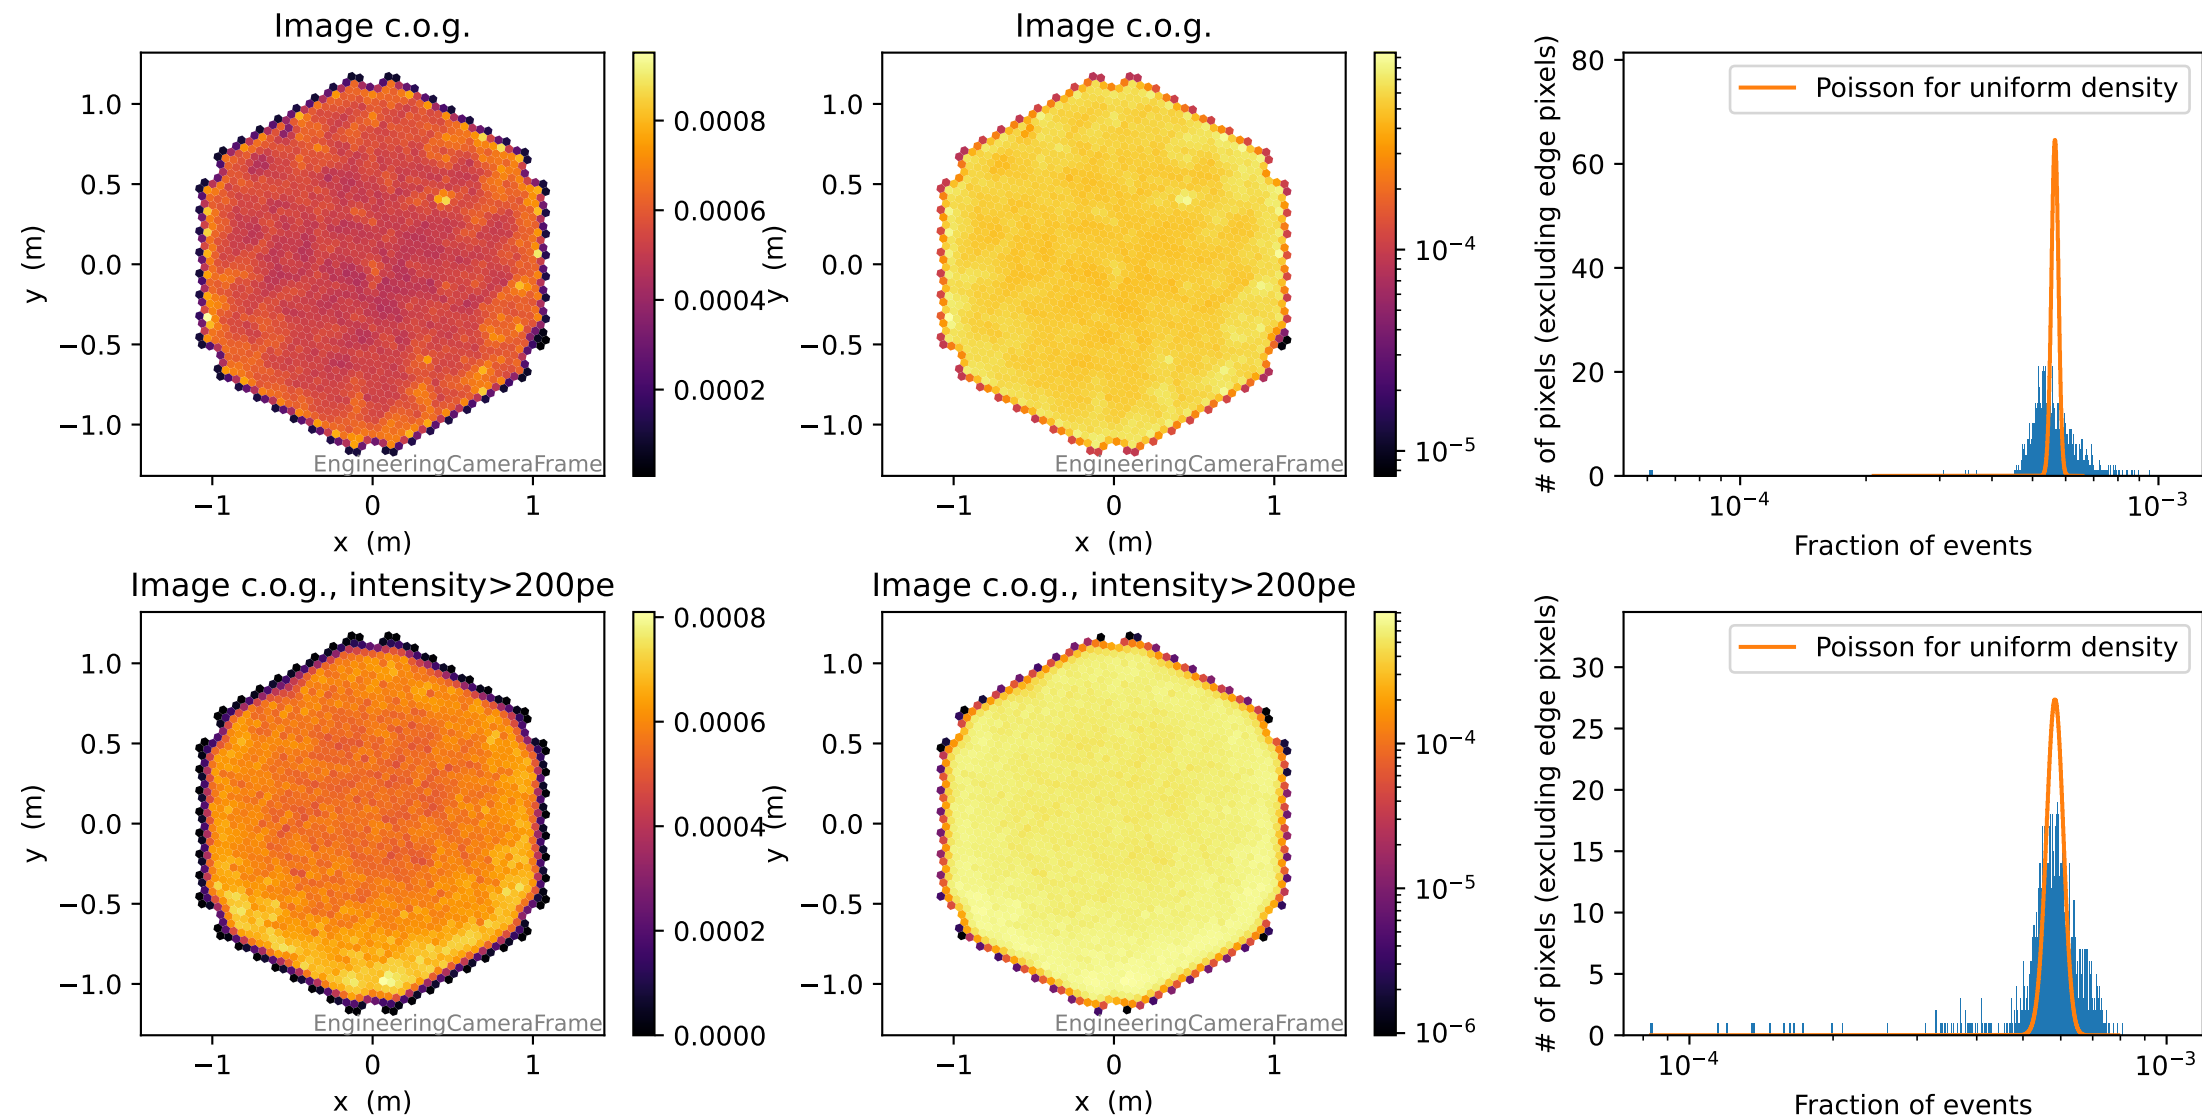 Image c.o.g.
1.0
0.5
0.0
−0.5
−1.0
y (m)
−1
0
1
x (m)
EngineeringCameraFrame
0.0008
0.0006
0.0004
0.0002
Image c.o.g.
1.0
0.5
0.0
−0.5
−1.0
y (m)
−1
0
1
x (m)
EngineeringCameraFrame
10−4
10−5
80
60
40
20
0
# of pixels (excluding edge pixels)
Poisson for uniform density
10−4
10−3
Fraction of events
Image c.o.g., intensity>200pe
1.0
0.5
0.0
−0.5
−1.0
y (m)
−1
0
1
x (m)
EngineeringCameraFrame
0.0008
0.0006
0.0004
0.0002
0.0000
Image c.o.g., intensity>200pe
1.0
0.5
0.0
−0.5
−1.0
y (m)
−1
0
1
x (m)
EngineeringCameraFrame
10−4
10−5
10−6
30
25
20
15
10
5
0
# of pixels (excluding edge pixels)
Poisson for uniform density
10−4
10−3
Fraction of events